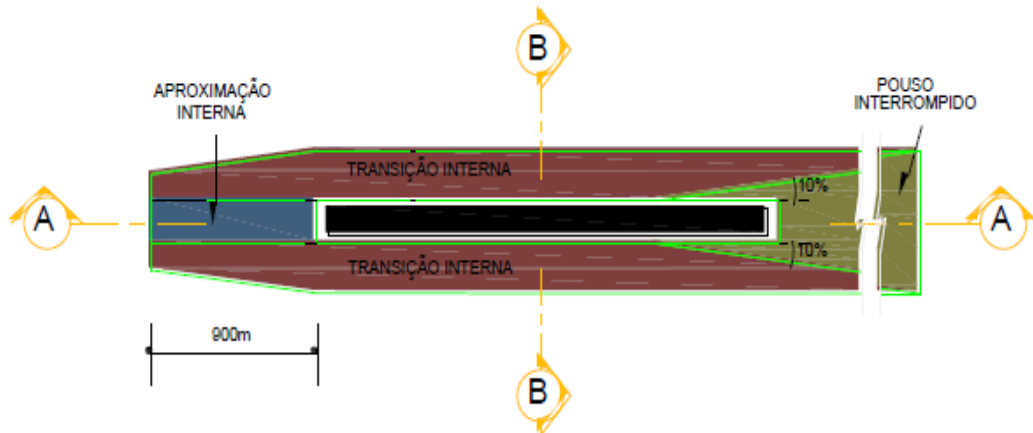 B
APROXIMAÇÃO
INTERNA
POUSO
INTERROMPIDO
TRANSIÇÃO INTERNA
10%
A
A
10%
TRANSIÇÃO INTERNA
900m
B